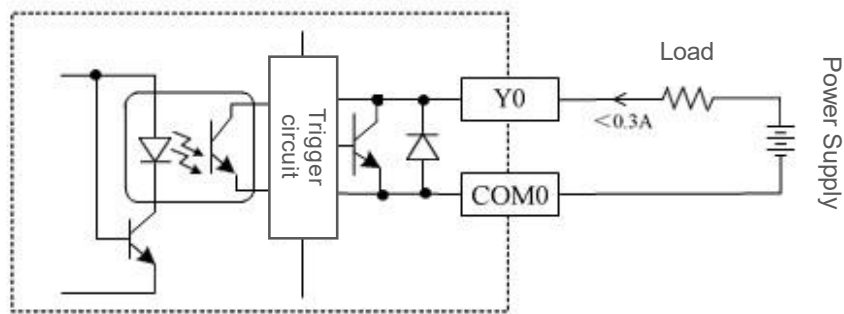 Load
Power Supply
Trigger
circuit
Y0
<0.3A
COM0